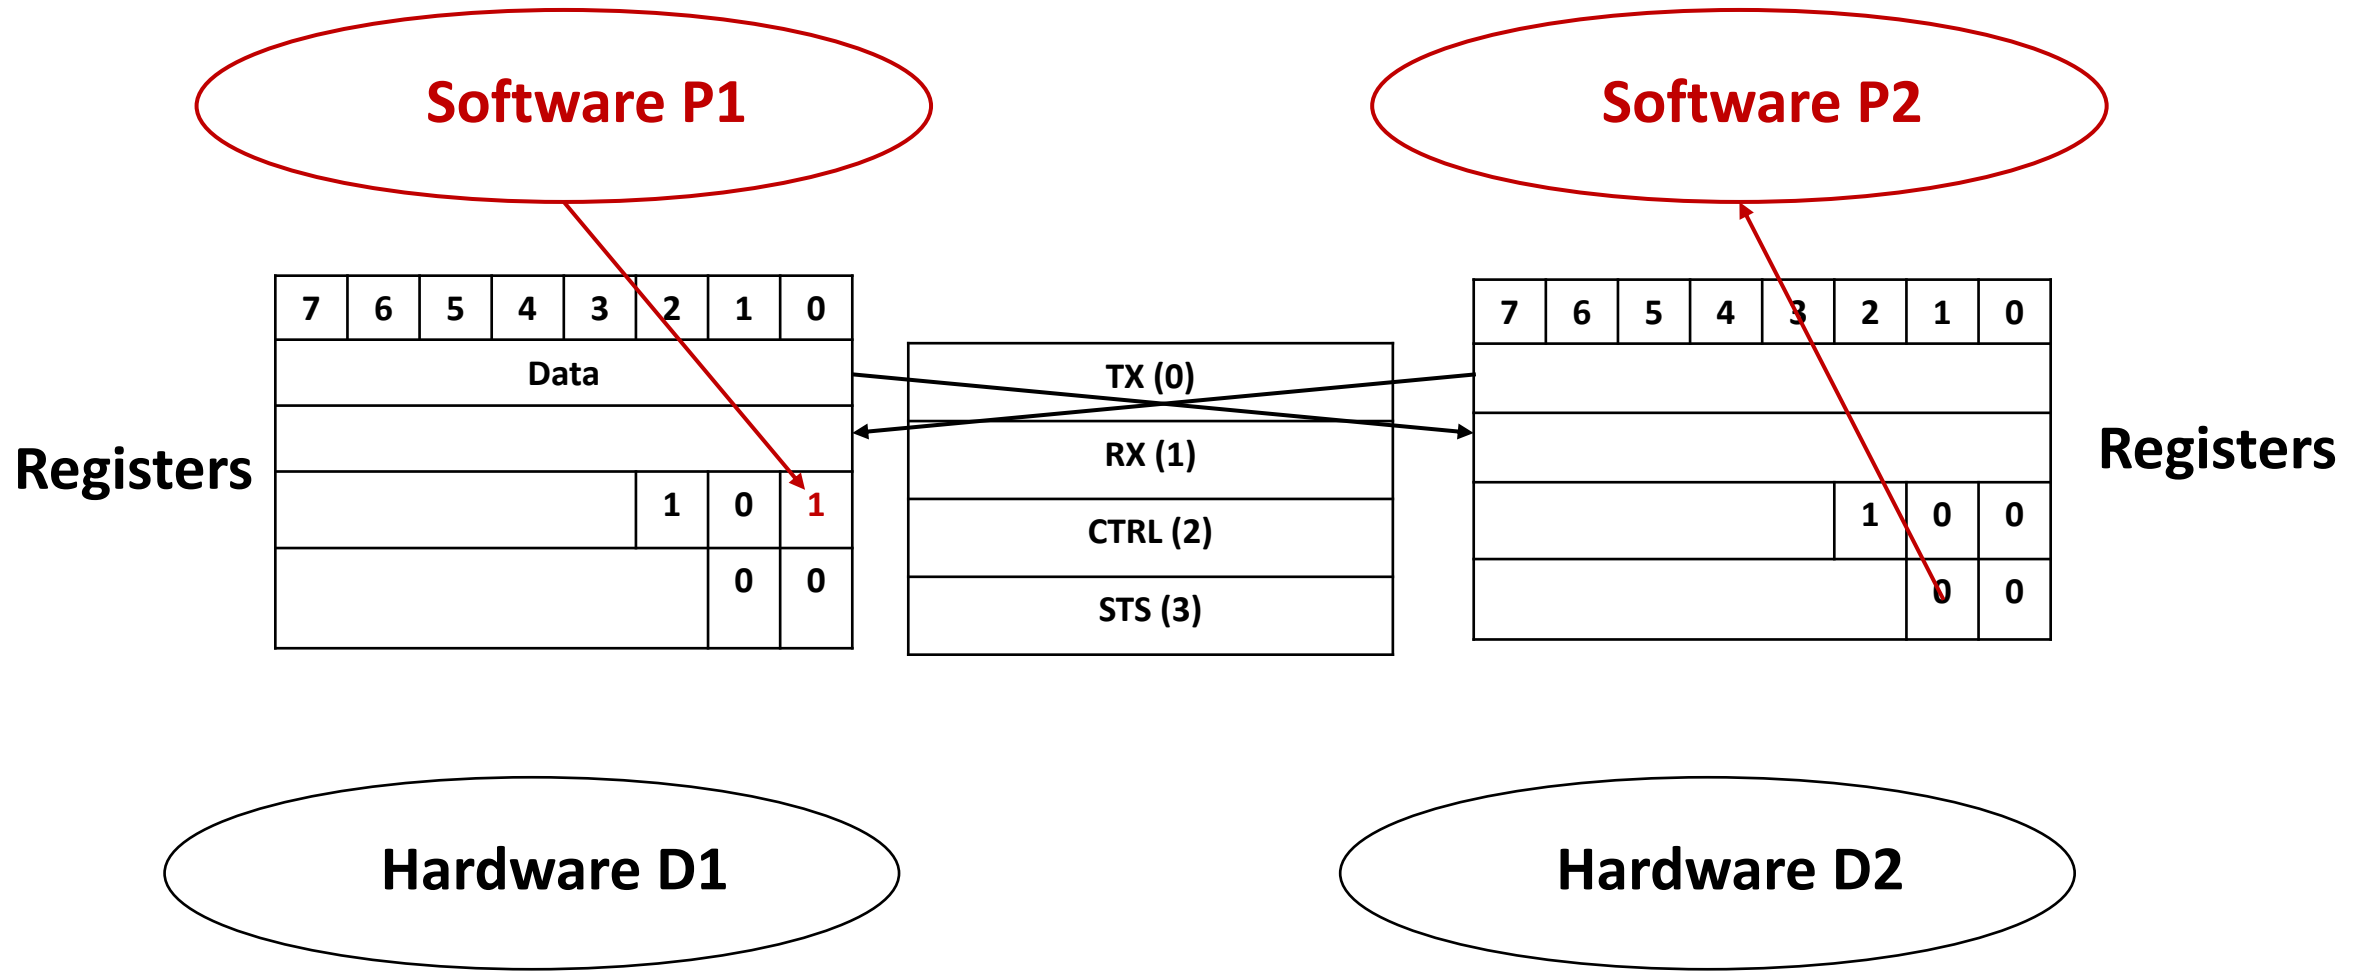 Software P1
Software P2
7 6 5 4 3 2 1 0
7 6 5 4 3 2 1 0
Data
TX (0)
RX (1)
CTRL (2)
STS (3)
Registers
Registers
1 0 1
0 0
1 0 0
0 0
Hardware D1
Hardware D2